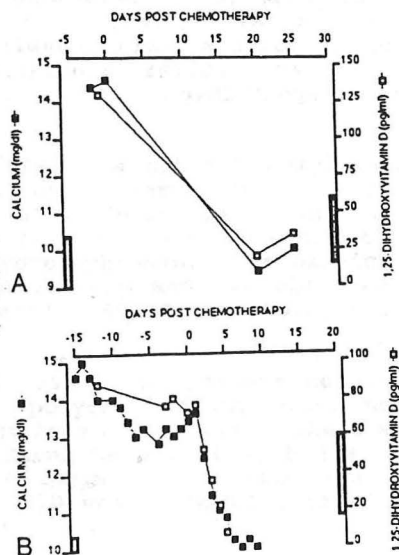 DAYS POST CHEMOTHERAPY
-5 0 5 10 15 20 25 30
CALCIUM (mg/dl)
15
14
13
12
11
10
9
150
125
100
75
50
25
0
1,25-DIHYDROXYVITAMIN D (pg/ml)
A
DAYS POST CHEMOTHERAPY
-15 -10 -5 0 5 10 15 20
CALCIUM (mg/dl)
15
14
13
12
11
10
100
80
60
40
20
0
1,25-DIHYDROXYVITAMIN D (pg/ml)
B